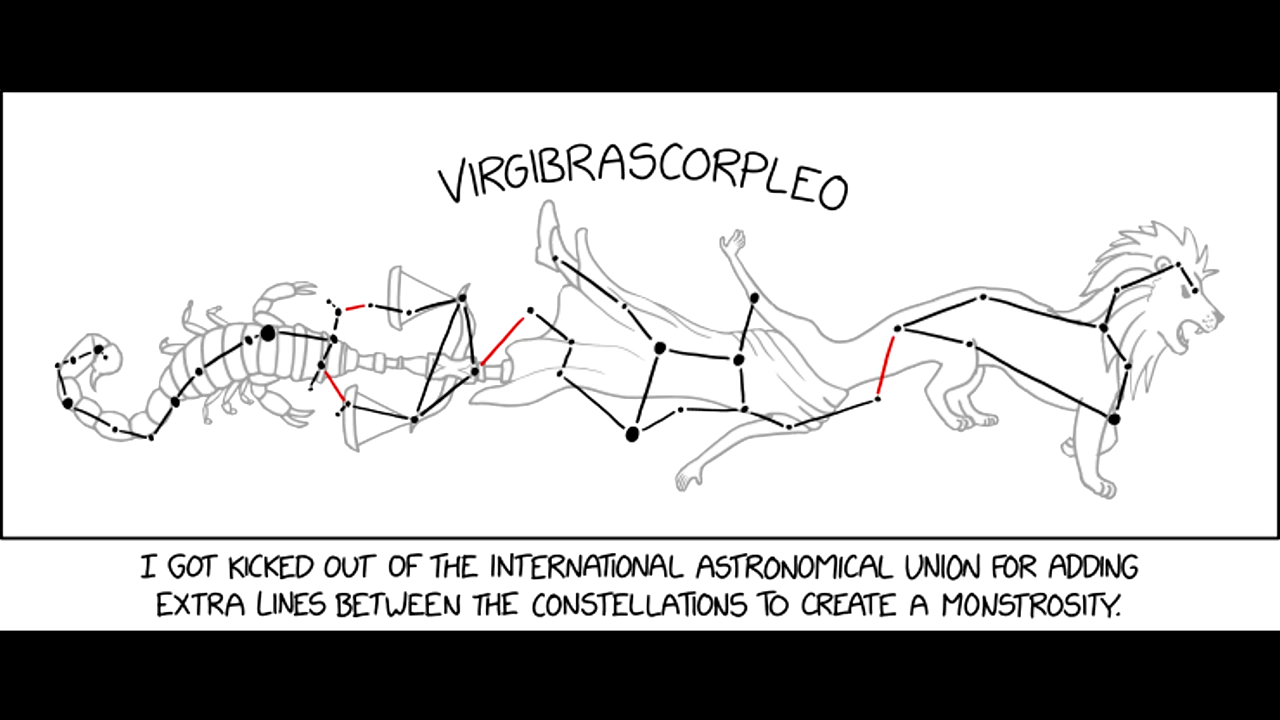 VIRGIBRASCORPLEO
I GOT KICKED OUT OF THE INTERNATIONAL ASTRONOMICAL UNION FOR ADDING
EXTRA LINES BETWEEN THE CONSTELLATIONS TO CREATE A MONSTROSITY.